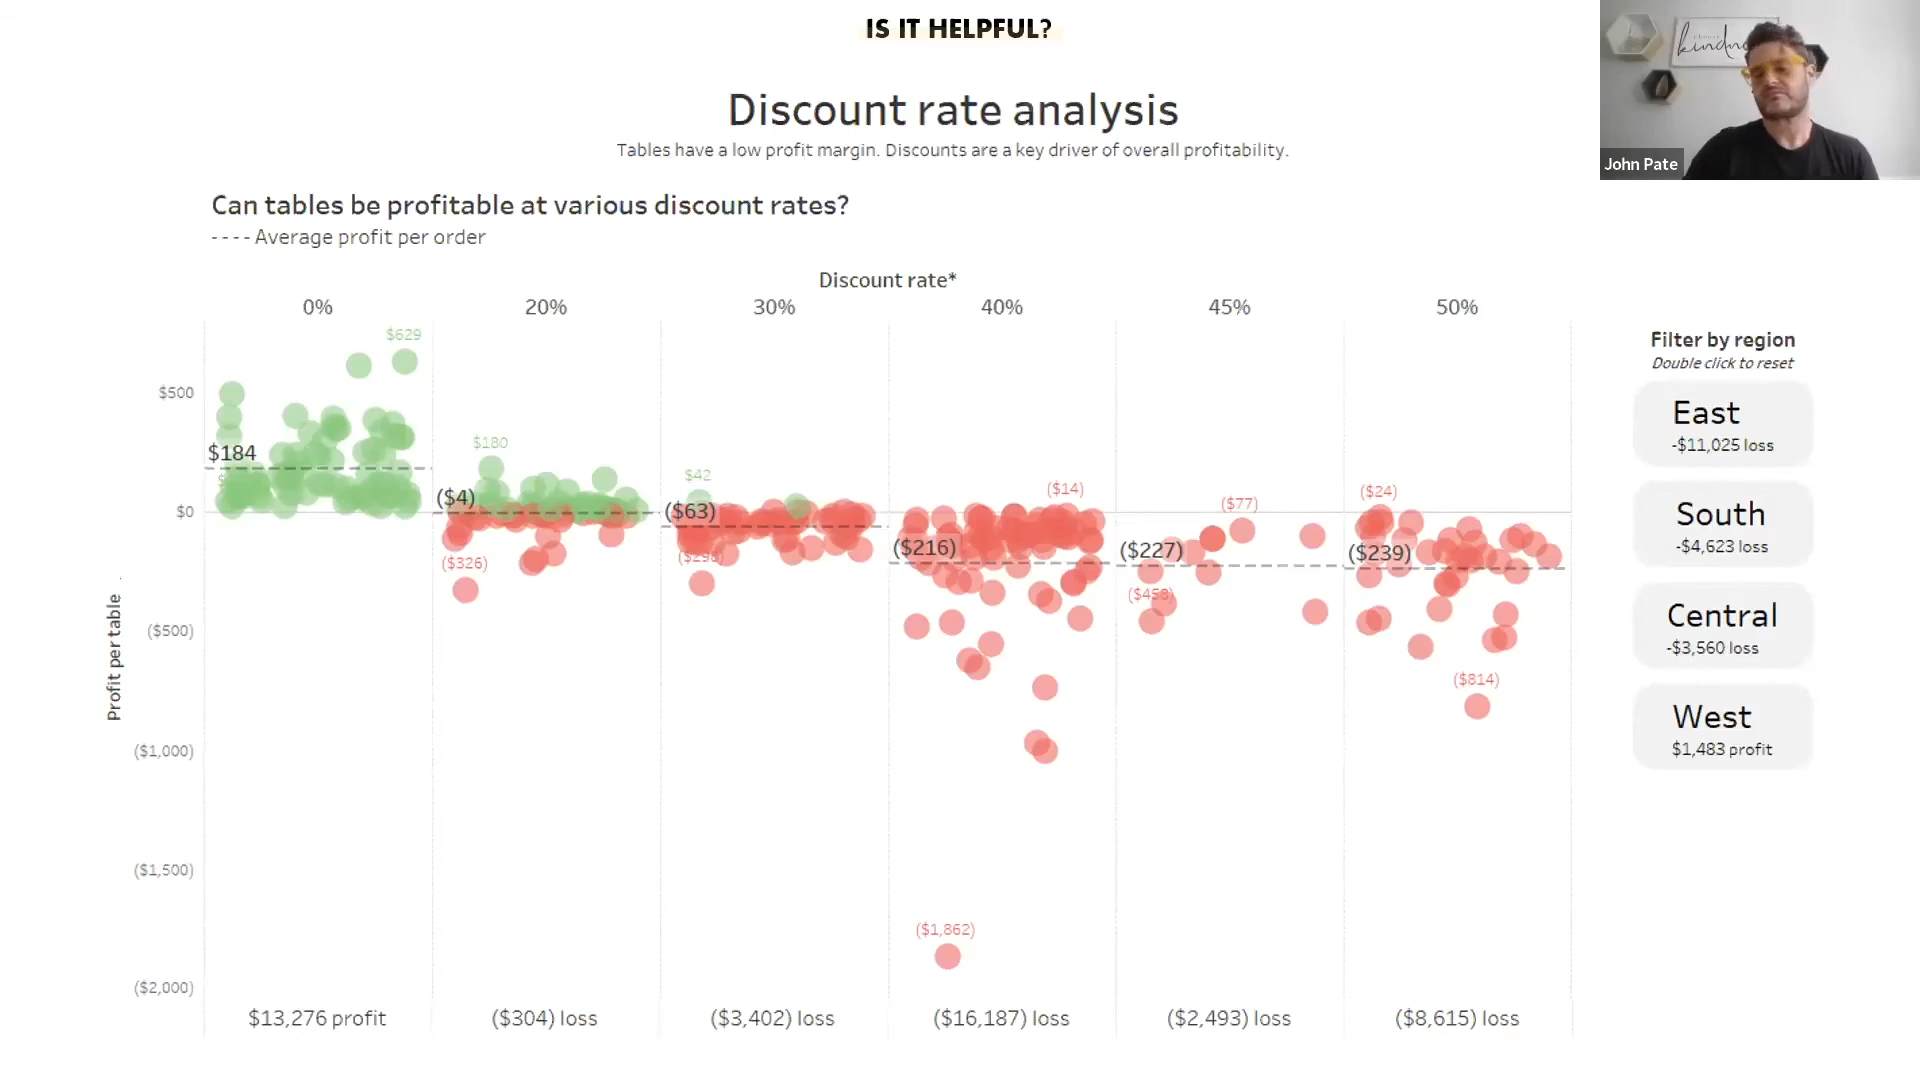 IS IT HELPFUL?
kindn
John Pate
Discount rate analysis
Tables have a low profit margin. Discounts are a key driver of overall profitability.
Can tables be profitable at various discount rates?
---- Average profit per order
Discount rate*
0% 20% 30% 40% 45% 50%
$629
$500
$184
$180
$42
($14)
($77)
($24)
$0
($4)
($63)
($216)
($227)
($239)
($326)
($458)
($500)
($814)
($1,000)
($1,500)
($1,862)
($2,000)
Profit per table
$13,276 profit ($304) loss ($3,402) loss ($16,187) loss ($2,493) loss ($8,615) loss
Filter by region
Double click to reset
East
-$11,025 loss
South
-$4,623 loss
Central
-$3,560 loss
West
$1,483 profit